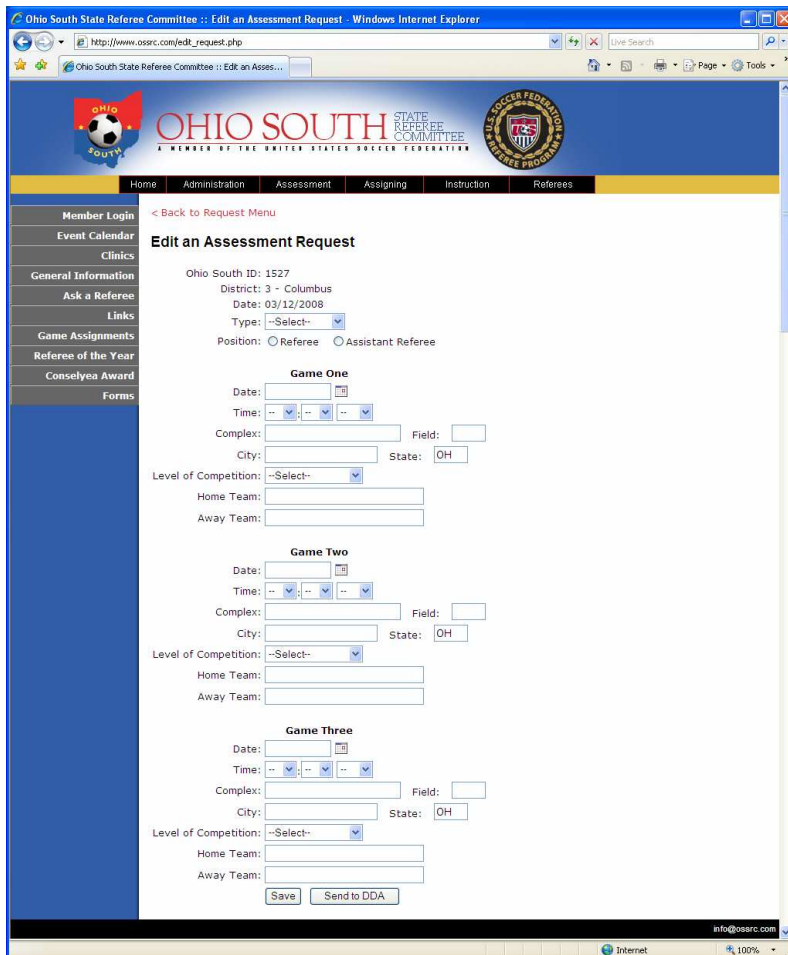 Ohio South State Referee Committee :: Edit an Assessment Request - Windows Internet Explorer
http://www.ossrc.com/edit_request.php
Live Search
Ohio South State Referee Committee :: Edit an Asses...
Page
Tools
OHIO SOUTH
OHIO SOUTH STATE REFEREE COMMITTEE
A MEMBER OF THE UNITED STATES SOCCER FEDERATION
U.S. SOCCER FEDERATION REFEREE PROGRAM
Home Administration Assessment Assigning Instruction Referees
Member Login
Event Calendar
Clinics
General Information
Ask a Referee
Links
Game Assignments
Referee of the Year
Conselyea Award
Forms
< Back to Request Menu
Edit an Assessment Request
Ohio South ID: 1527
District: 3 - Columbus
Date: 03/12/2008
Type: --Select--
Position: Referee Assistant Referee
Game One
Date:
Time: -- : -- --
Complex: Field:
City: State: OH
Level of Competition: --Select--
Home Team:
Away Team:
Game Two
Date:
Time: -- : -- --
Complex: Field:
City: State: OH
Level of Competition: --Select--
Home Team:
Away Team:
Game Three
Date:
Time: -- : -- --
Complex: Field:
City: State: OH
Level of Competition: --Select--
Home Team:
Away Team:
Save Send to DDA
info@ossrc.com
Internet 100%